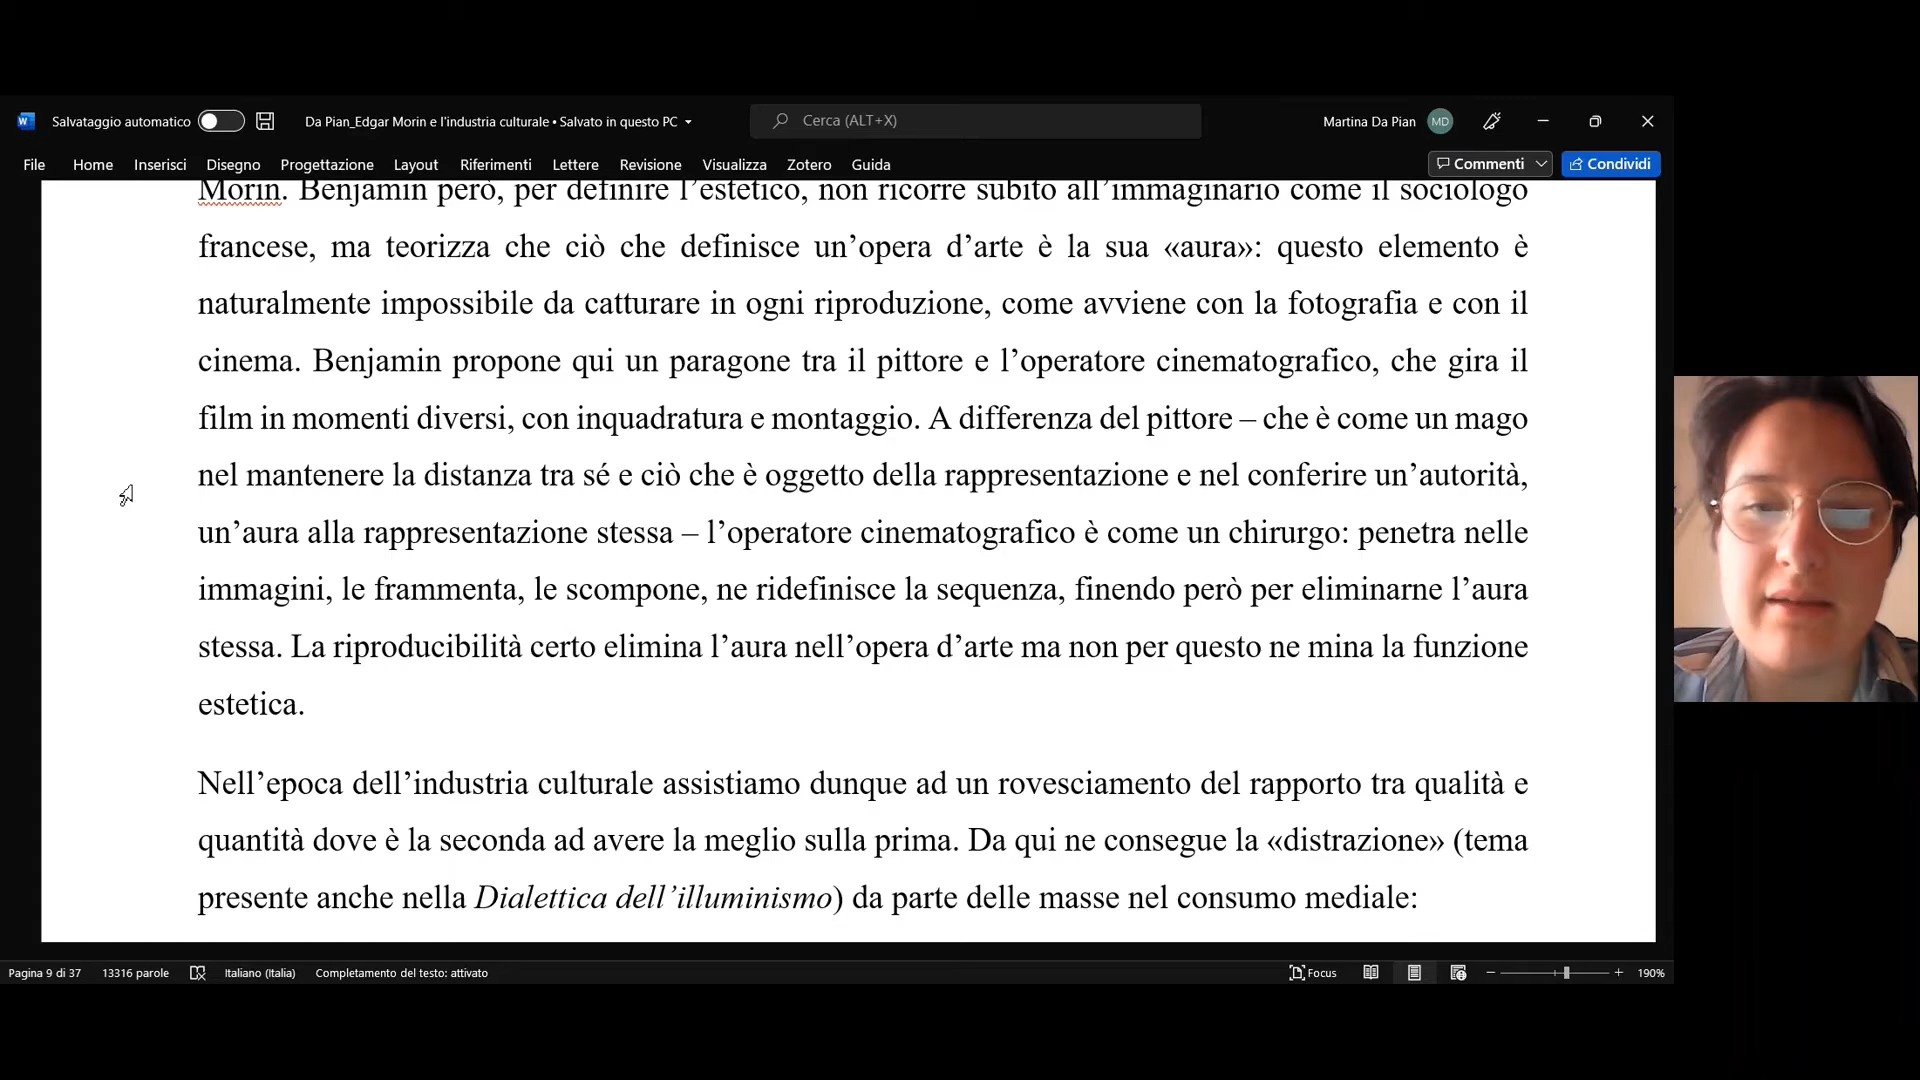 Salvataggio automatico
Da Pian_Edgar Morin e l'industria culturale • Salvato in questo PC
Cerca (ALT+X)
Martina Da Pian
MD
File Home Inserisci Disegno Progettazione Layout Riferimenti Lettere Revisione Visualizza Zotero Guida
Commenti
Condividi
Morin. Benjamin però, per definire l’estetico, non ricorre subito all’immaginario come il sociologo
francese, ma teorizza che ciò che definisce un’opera d’arte è la sua «aura»: questo elemento è
naturalmente impossibile da catturare in ogni riproduzione, come avviene con la fotografia e con il
cinema. Benjamin propone qui un paragone tra il pittore e l’operatore cinematografico, che gira il
film in momenti diversi, con inquadratura e montaggio. A differenza del pittore – che è come un mago
nel mantenere la distanza tra sé e ciò che è oggetto della rappresentazione e nel conferire un’autorità,
un’aura alla rappresentazione stessa – l’operatore cinematografico è come un chirurgo: penetra nelle
immagini, le frammenta, le scompone, ne ridefinisce la sequenza, finendo però per eliminarne l’aura
stessa. La riproducibilità certo elimina l’aura nell’opera d’arte ma non per questo ne mina la funzione
estetica.
Nell’epoca dell’industria culturale assistiamo dunque ad un rovesciamento del rapporto tra qualità e
quantità dove è la seconda ad avere la meglio sulla prima. Da qui ne consegue la «distrazione» (tema
presente anche nella Dialettica dell’illuminismo) da parte delle masse nel consumo mediale:
Pagina 9 di 37 13316 parole Italiano (Italia) Completamento del testo: attivato Focus 190%